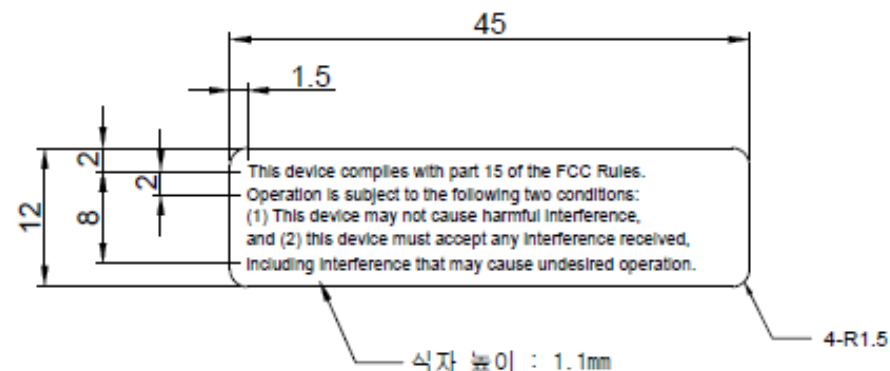 45
1.5
2
2
12
8
This device complies with part 15 of the FCC Rules.
Operation is subject to the following two conditions:
(1) This device may not cause harmful interference,
and (2) this device must accept any interference received,
including interference that may cause undesired operation.
4-R1.5
식자 높이 : 1.1mm